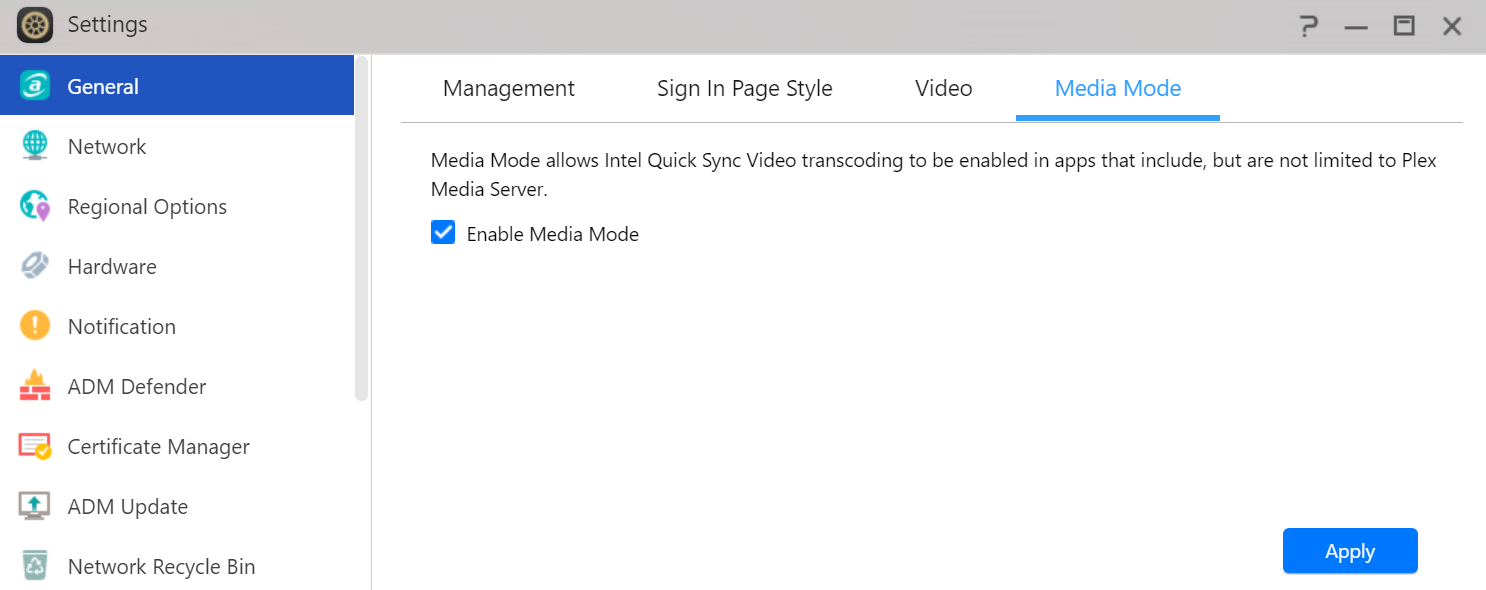 Settings
General
Network
Regional Options
Hardware
Notification
ADM Defender
Certificate Manager
ADM Update
Network Recycle Bin
Management Sign In Page Style Video Media Mode
Media Mode allows Intel Quick Sync Video transcoding to be enabled in apps that include, but are not limited to Plex
Media Server.
Enable Media Mode
Apply